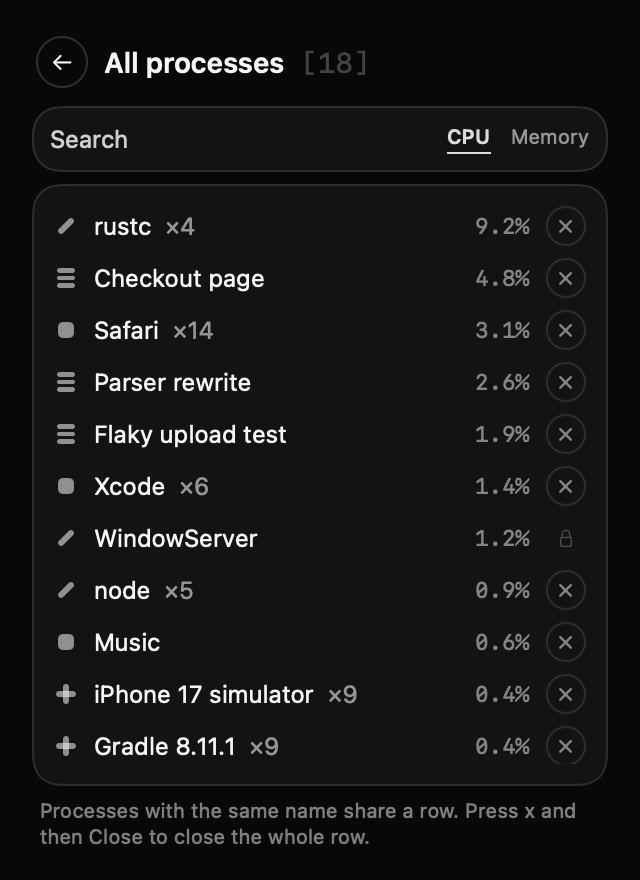 All processes [18]
Search CPU Memory
rustc ×4 9.2%
Checkout page 4.8%
Safari ×14 3.1%
Parser rewrite 2.6%
Flaky upload test 1.9%
Xcode ×6 1.4%
WindowServer 1.2%
node ×5 0.9%
Music 0.6%
iPhone 17 simulator ×9 0.4%
Gradle 8.11.1 ×9 0.4%
Processes with the same name share a row. Press x and
then Close to close the whole row.